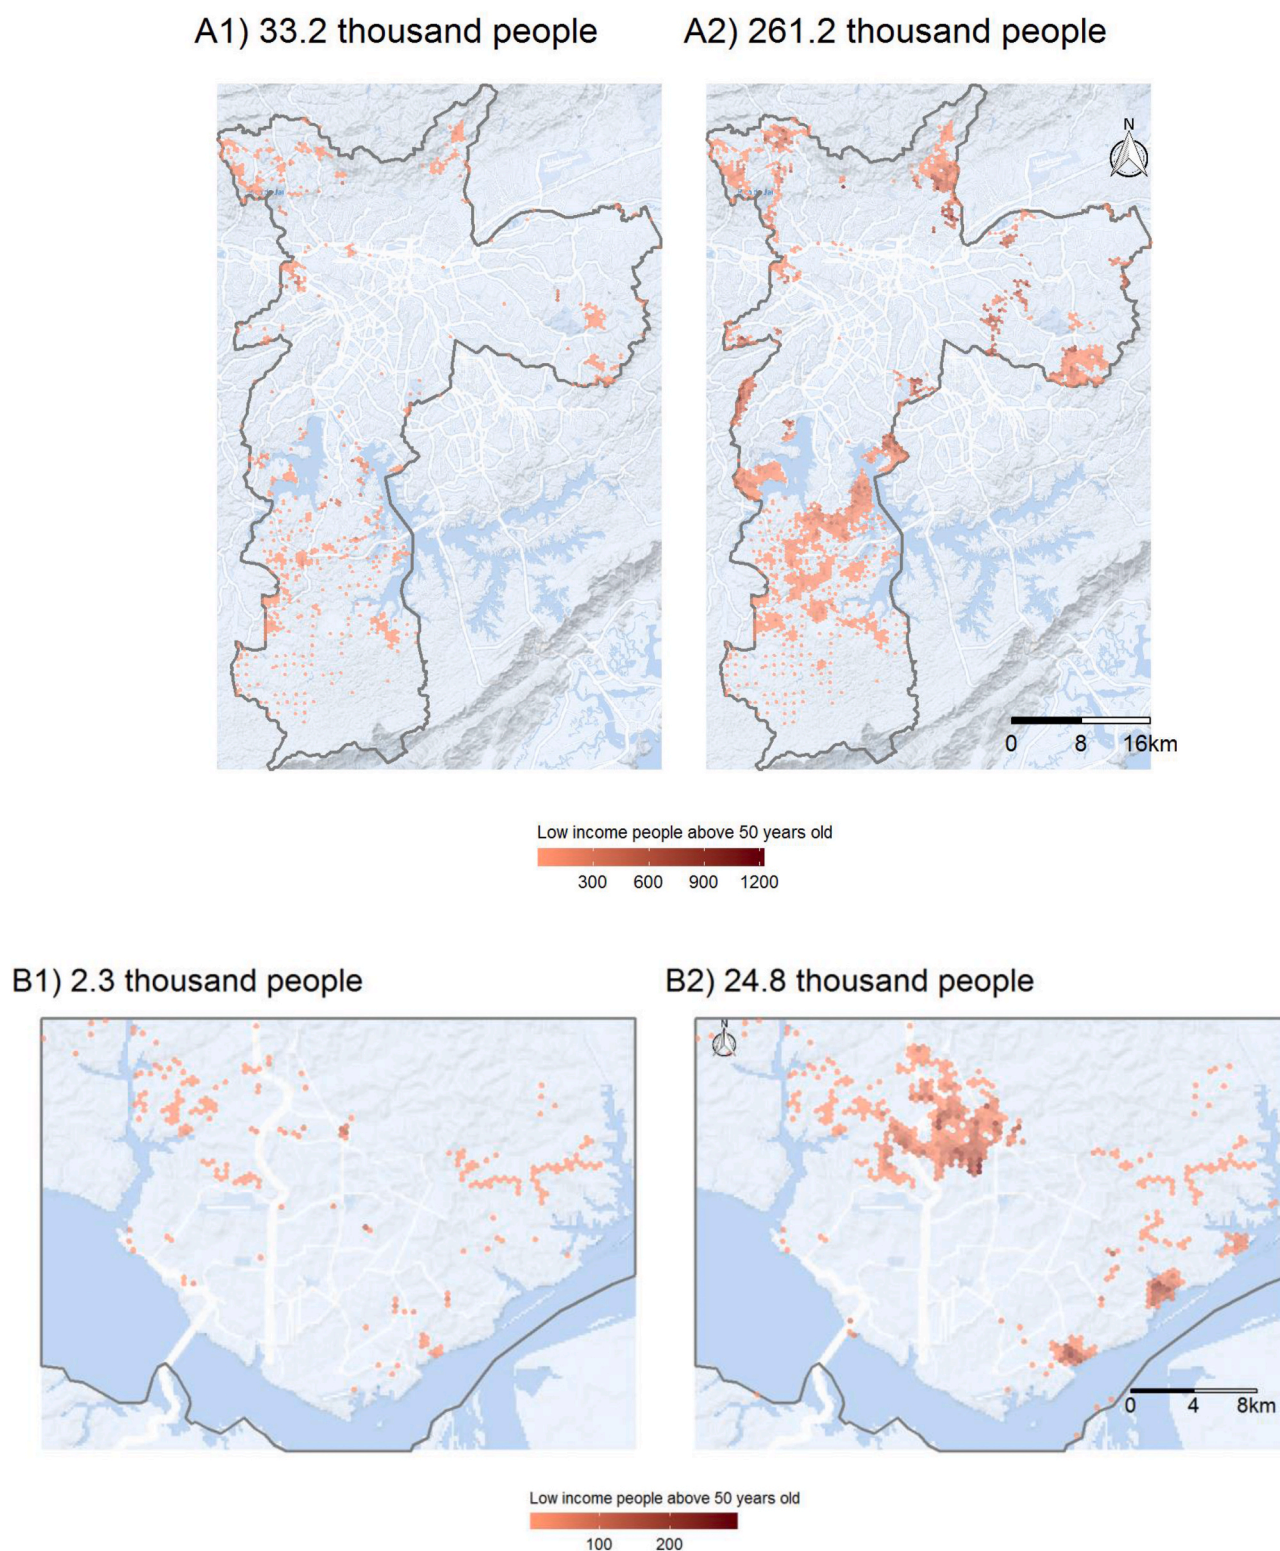 A1) 33.2 thousand people
A2) 261.2 thousand people
N
0 8 16km
Low income people above 50 years old
300 600 900 1200
B1) 2.3 thousand people
B2) 24.8 thousand people
N
0 4 8km
Low income people above 50 years old
100 200